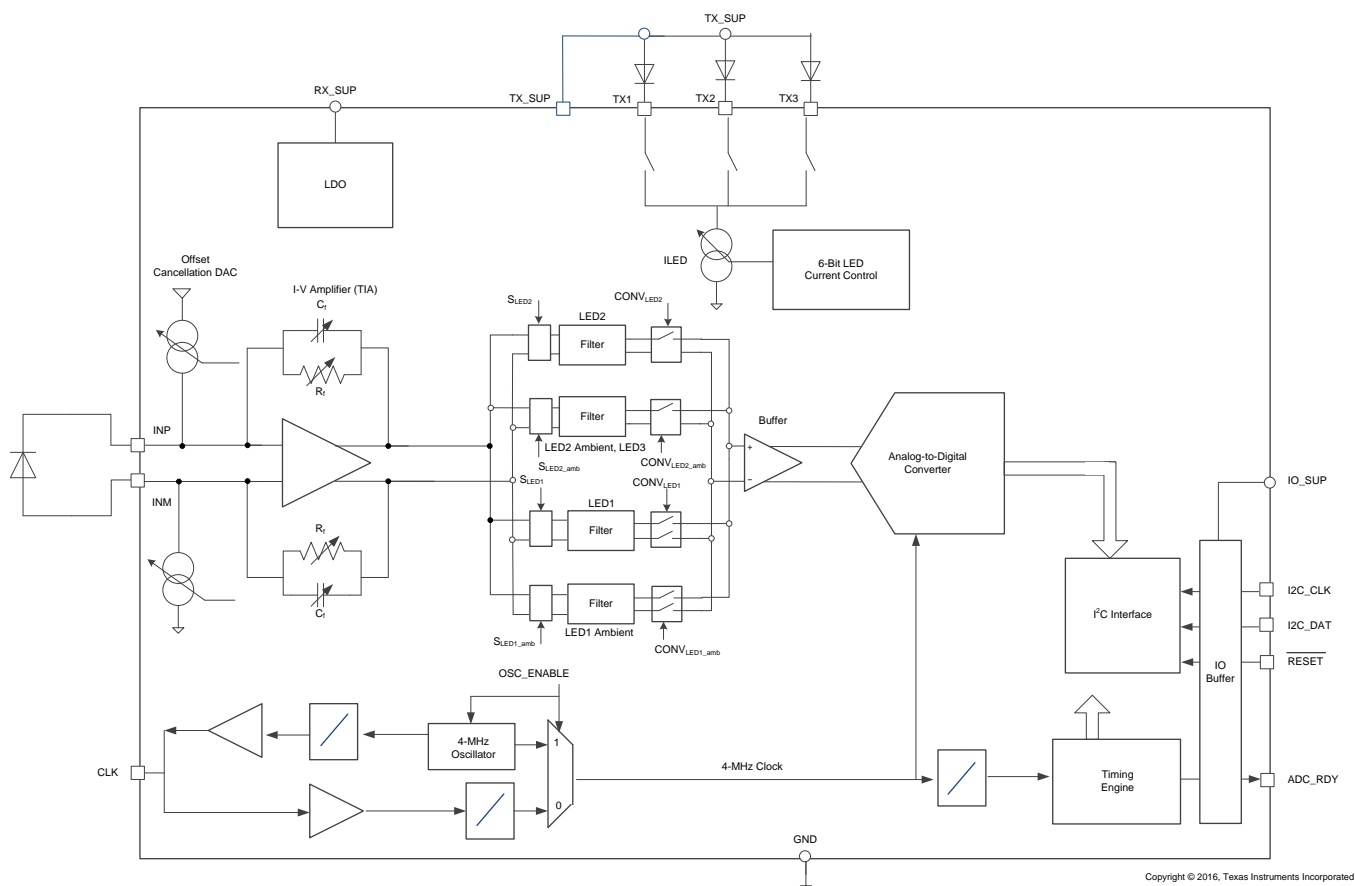 TX_SUP
RX_SUP
TX_SUP
TX1
TX2
TX3
LDO
ILED
6-Bit LED
Current Control
Offset
Cancellation DAC
I-V Amplifier (TIA)
Cf
Rf
SLED2
LED2
CONVLED2
Filter
Filter
LED2 Ambient, LED3
SLED2_amb
CONVLED2_amb
Buffer
+
−
Analog-to-Digital
Converter
INP
INM
SLED1
LED1
CONVLED1
Filter
Rf
Cf
Filter
LED1 Ambient
SLED1_amb
CONVLED1_amb
IO_SUP
I2C_CLK
I2C_DAT
RESET
I2C Interface
IO
Buffer
OSC_ENABLE
4-MHz
Oscillator
1
0
CLK
4-MHz Clock
Timing
Engine
ADC_RDY
GND
Copyright © 2016, Texas Instruments Incorporated